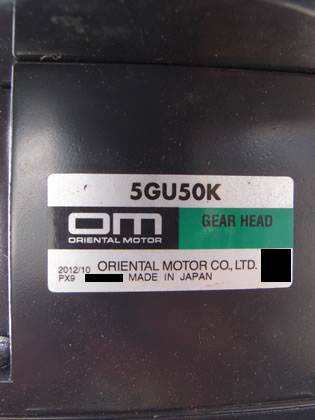 5GU50K
om
ORIENTAL MOTOR
GEAR HEAD
2012/10 ORIENTAL MOTOR CO., LTD.
PX9 MADE IN JAPAN